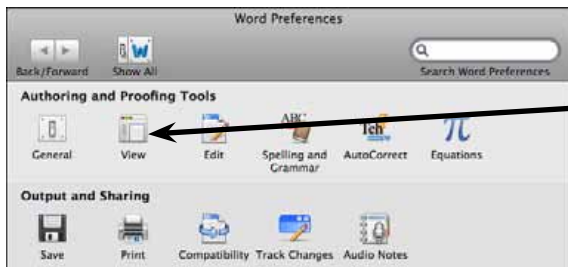 Word Preferences
Back/Forward Show All Search Word Preferences
Authoring and Proofing Tools
ABC
General View Edit Spelling and Grammar AutoCorrect Equations
Output and Sharing
Save Print Compatibility Track Changes Audio Notes